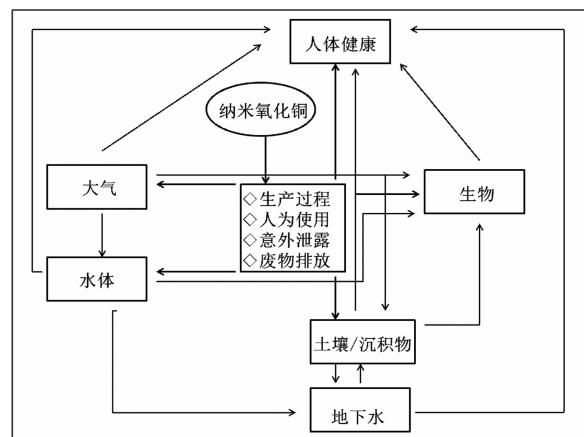 人体健康
纳米氧化铜
大气
◇生产过程
◇人为使用
◇意外泄露
◇废物排放
生物
水体
土壤/沉积物
地下水